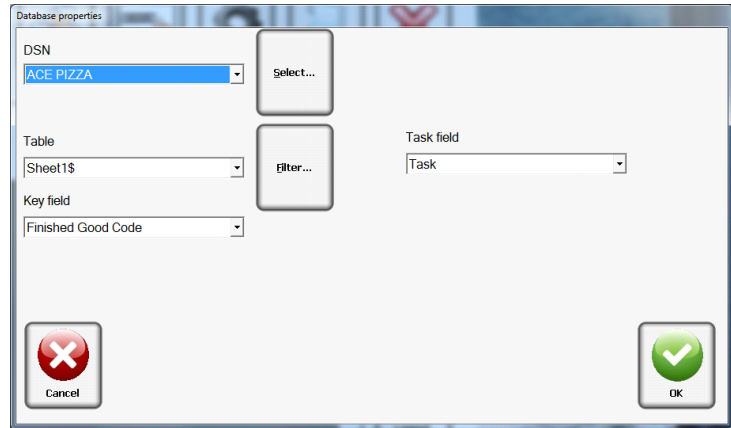 Database properties
DSN
ACE PIZZA
Select...
Table
Task field
Sheet1$
Filter...
Task
Key field
Finished Good Code
Cancel
OK